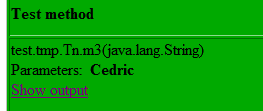 Test method
test.tmp.Tn.m3(java.lang.String)
Parameters: Cedric
Show output